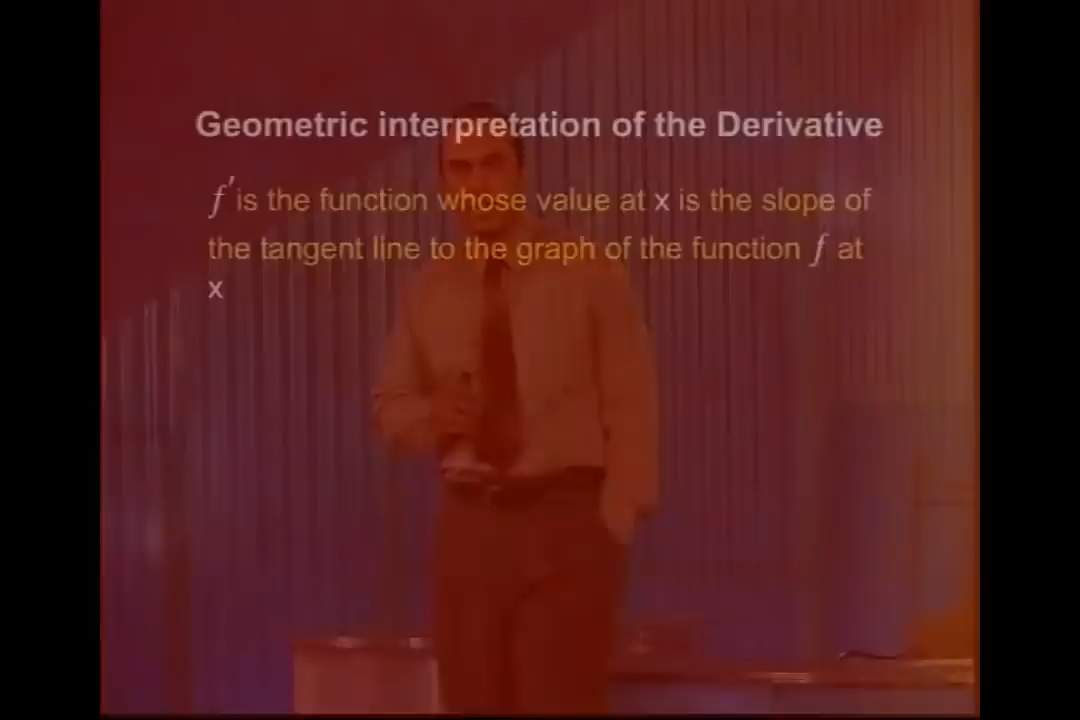 Geometric interpretation of the Derivative
f′ is the function whose value at x is the slope of
the tangent line to the graph of the function f at
x